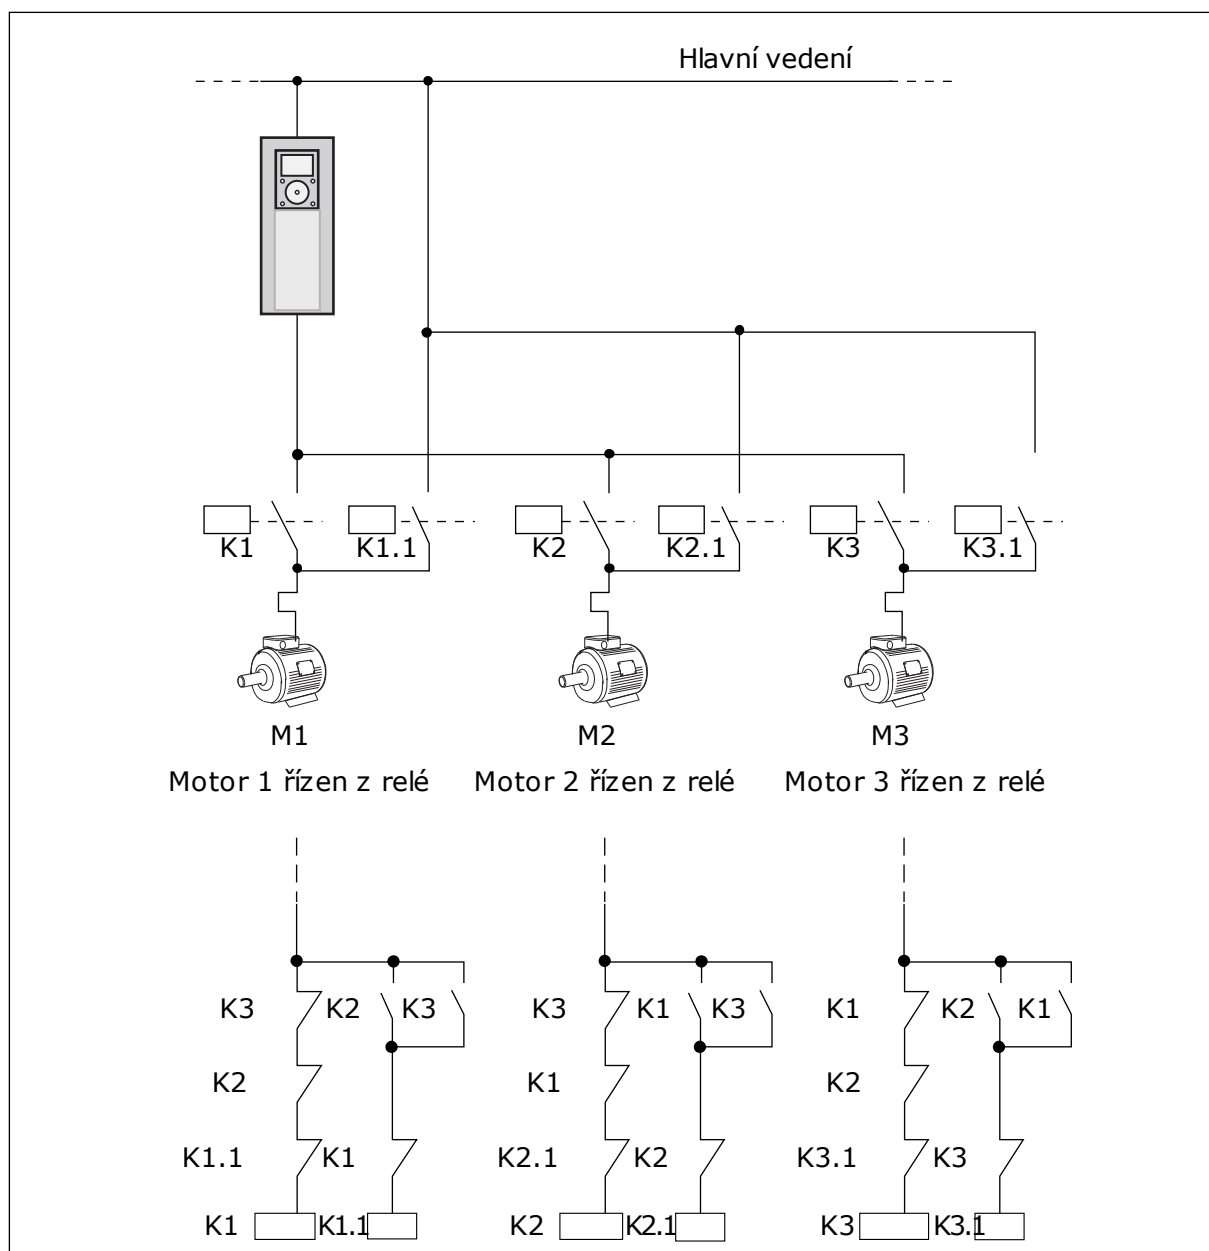 Hlavní vedení
K1 K1.1 K2 K2.1 K3 K3.1
M1 M2 M3
Motor 1 řízen z relé Motor 2 řízen z relé Motor 3 řízen z relé
K3 K2 K3 K3 K1 K3 K1 K2 K1
K2 K1 K2
K1.1 K1 K2.1 K2 K3.1 K3
K1 K1.1 K2 K2.1 K3 K3.1